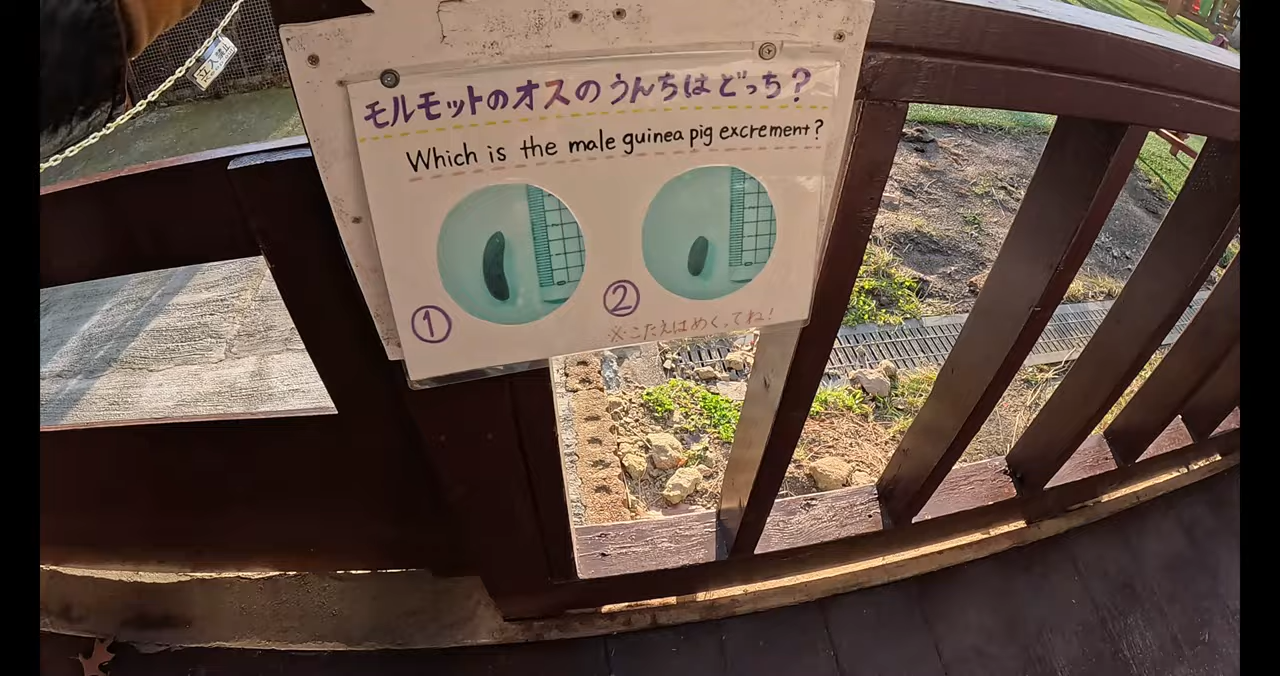 モルモットのオスのうんちはどっち?
Which is the male guinea pig excrement?
① ②
※こたえはめくってね!